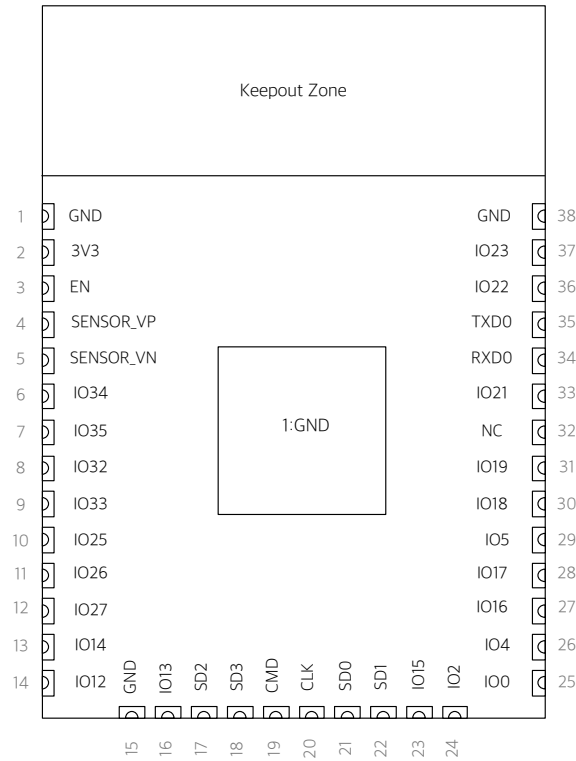 Keepout Zone
1 GND
2 3V3
3 EN
4 SENSOR_VP
5 SENSOR_VN
6 IO34
7 IO35
8 IO32
9 IO33
10 IO25
11 IO26
12 IO27
13 IO14
14 IO12
1:GND
GND 38
IO23 37
IO22 36
TXD0 35
RXD0 34
IO21 33
NC 32
IO19 31
IO18 30
IO5 29
IO17 28
IO16 27
IO4 26
IO0 25
GND 15
IO13 16
SD2 17
SD3 18
CMD 19
CLK 20
SD0 21
SD1 22
IO15 23
IO2 24